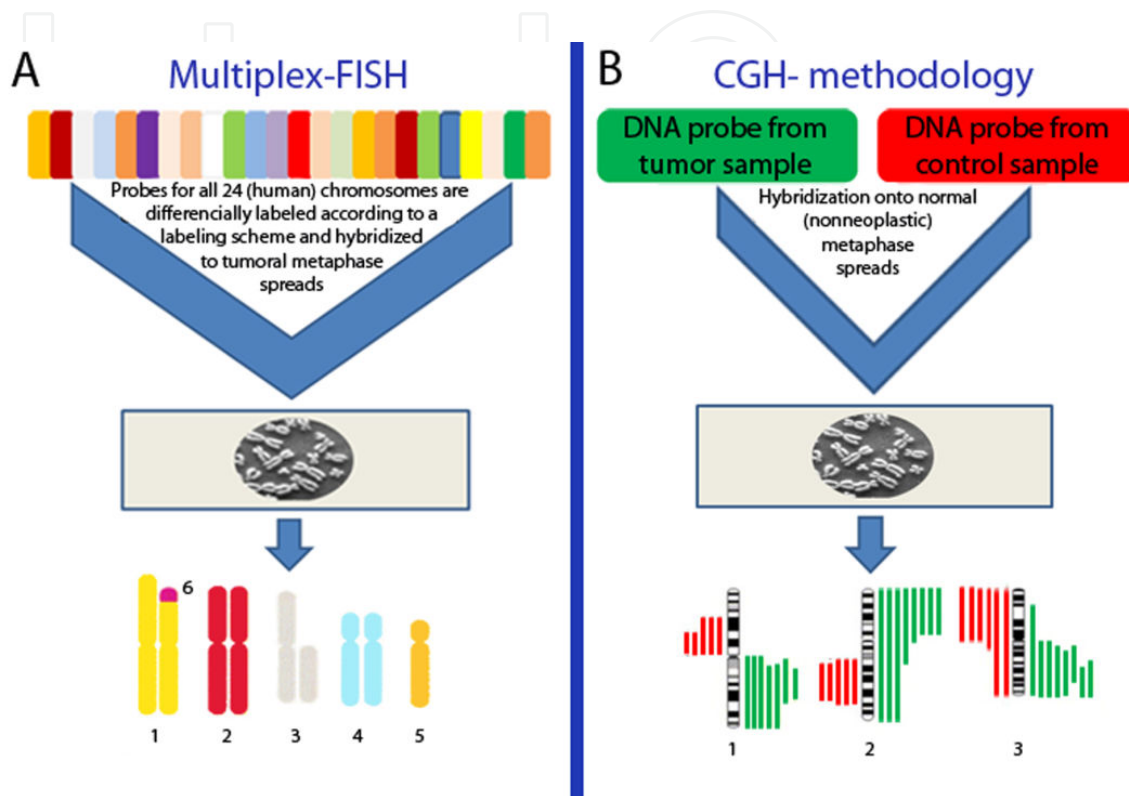 A
Multiplex-FISH
Probes for all 24 (human) chromosomes are
differencially labeled according to a
labeling scheme and hybridized
to tumoral metaphase
spreads
6
1 2 3 4 5
B
CGH- methodology
DNA probe from
tumor sample
DNA probe from
control sample
Hybridization onto normal
(nonneoplastic)
metaphase
spreads
1 2 3